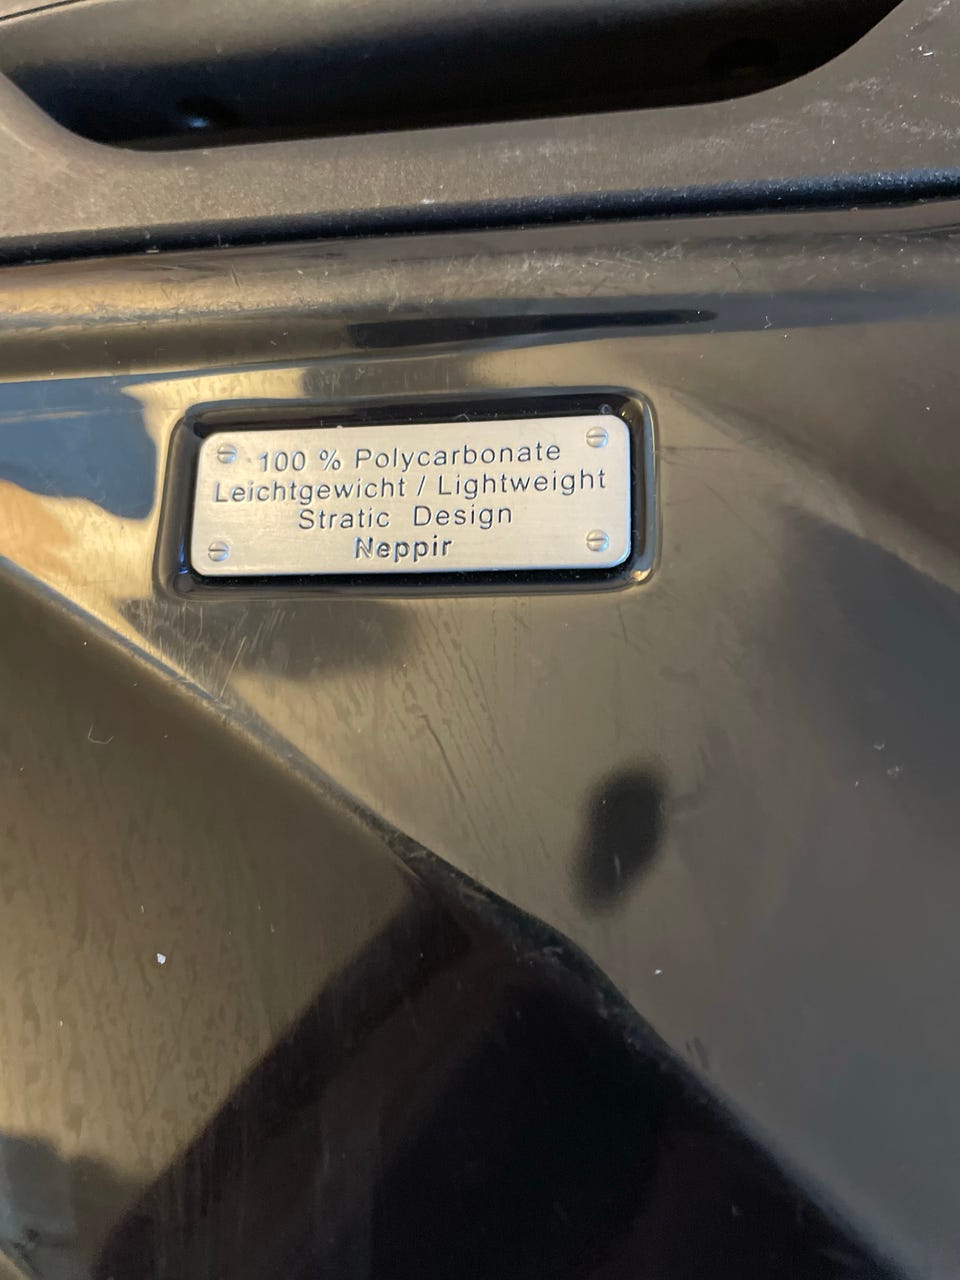 100 % Polycarbonate
Leichtgewicht / Lightweight
Stratic Design
Neppir